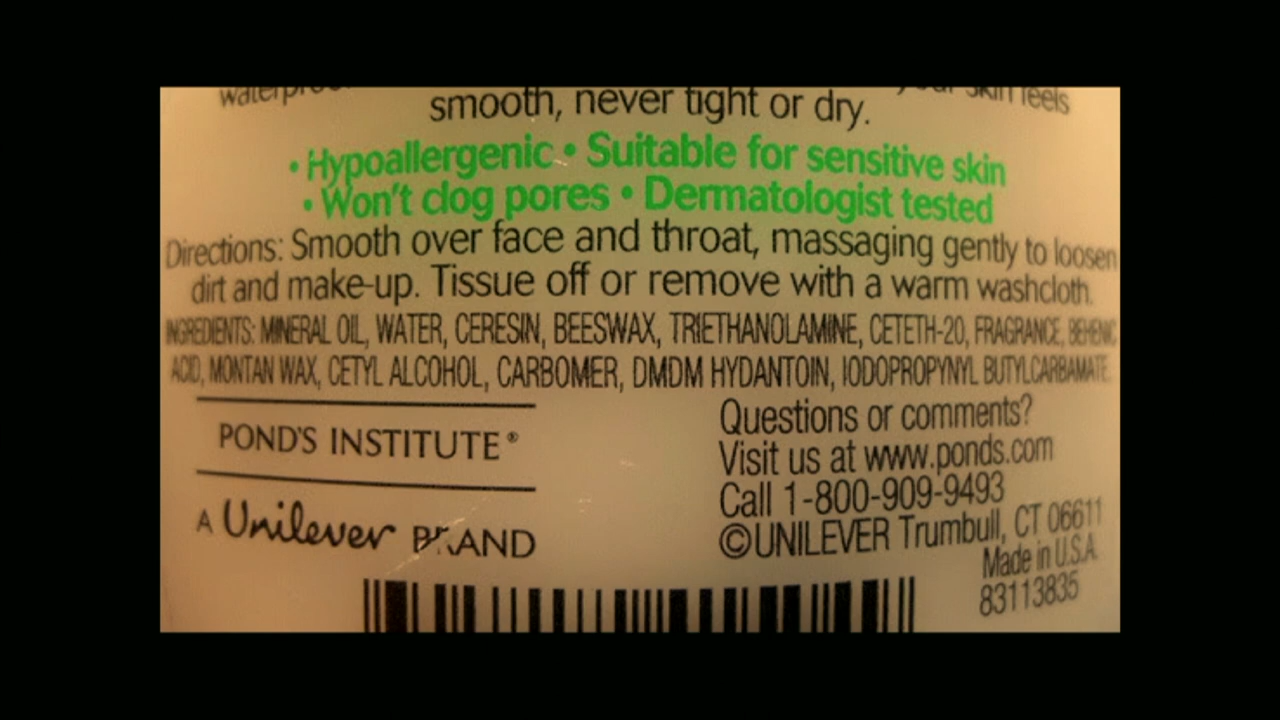 your skin feels
smooth, never tight or dry.
• Hypoallergenic • Suitable for sensitive skin
• Won't clog pores • Dermatologist tested
Directions: Smooth over face and throat, massaging gently to loosen
dirt and make-up. Tissue off or remove with a warm washcloth.
INGREDIENTS: MINERAL OIL, WATER, CERESIN, BEESWAX, TRIETHANOLAMINE, CETETH-20, FRAGRANCE, BEHENIC
ACID, MONTAN WAX, CETYL ALCOHOL, CARBOMER, DMDM HYDANTOIN, IODOPROPYNYL BUTYLCARBAMATE.
POND'S INSTITUTE®
A Unilever BRAND
Questions or comments?
Visit us at www.ponds.com
Call 1-800-909-9493
©UNILEVER Trumbull, CT 06611
Made in U.S.A.
83113835